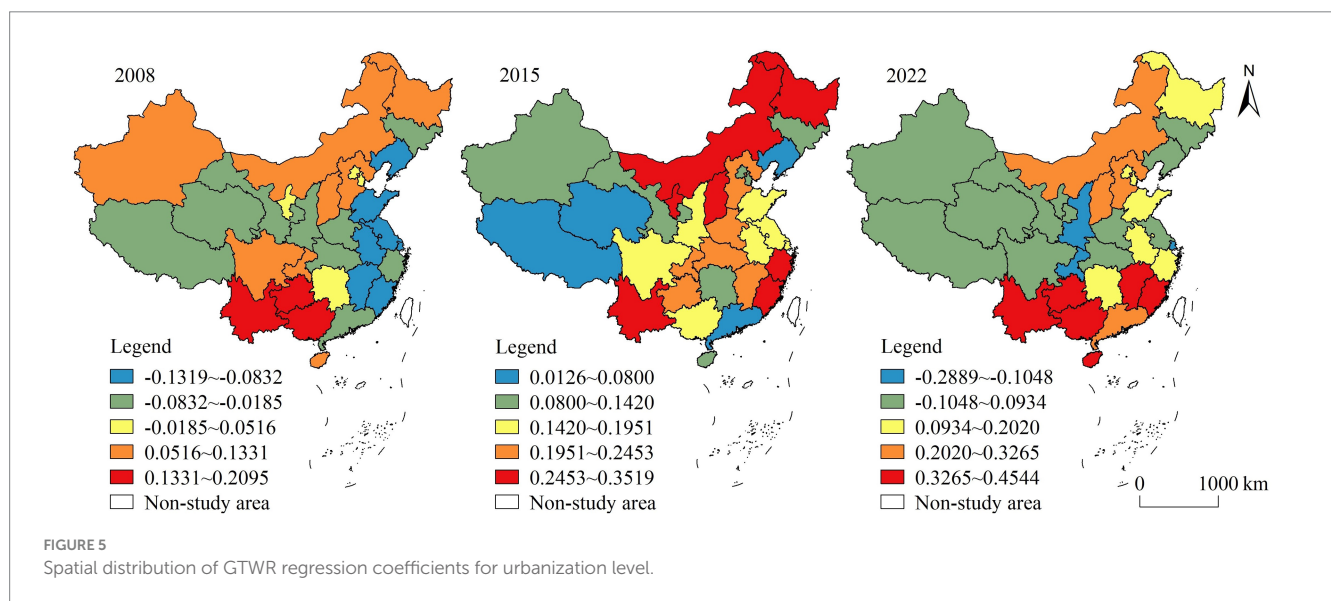 2008
Legend
-0.1319~-0.0832
-0.0832~-0.0185
-0.0185~0.0516
0.0516~0.1331
0.1331~0.2095
Non-study area
2015
Legend
0.0126~0.0800
0.0800~0.1420
0.1420~0.1951
0.1951~0.2453
0.2453~0.3519
Non-study area
2022
N
Legend
-0.2889~-0.1048
-0.1048~0.0934
0.0934~0.2020
0.2020~0.3265
0.3265~0.4544
Non-study area
0 1000 km
FIGURE 5
Spatial distribution of GTWR regression coefficients for urbanization level.